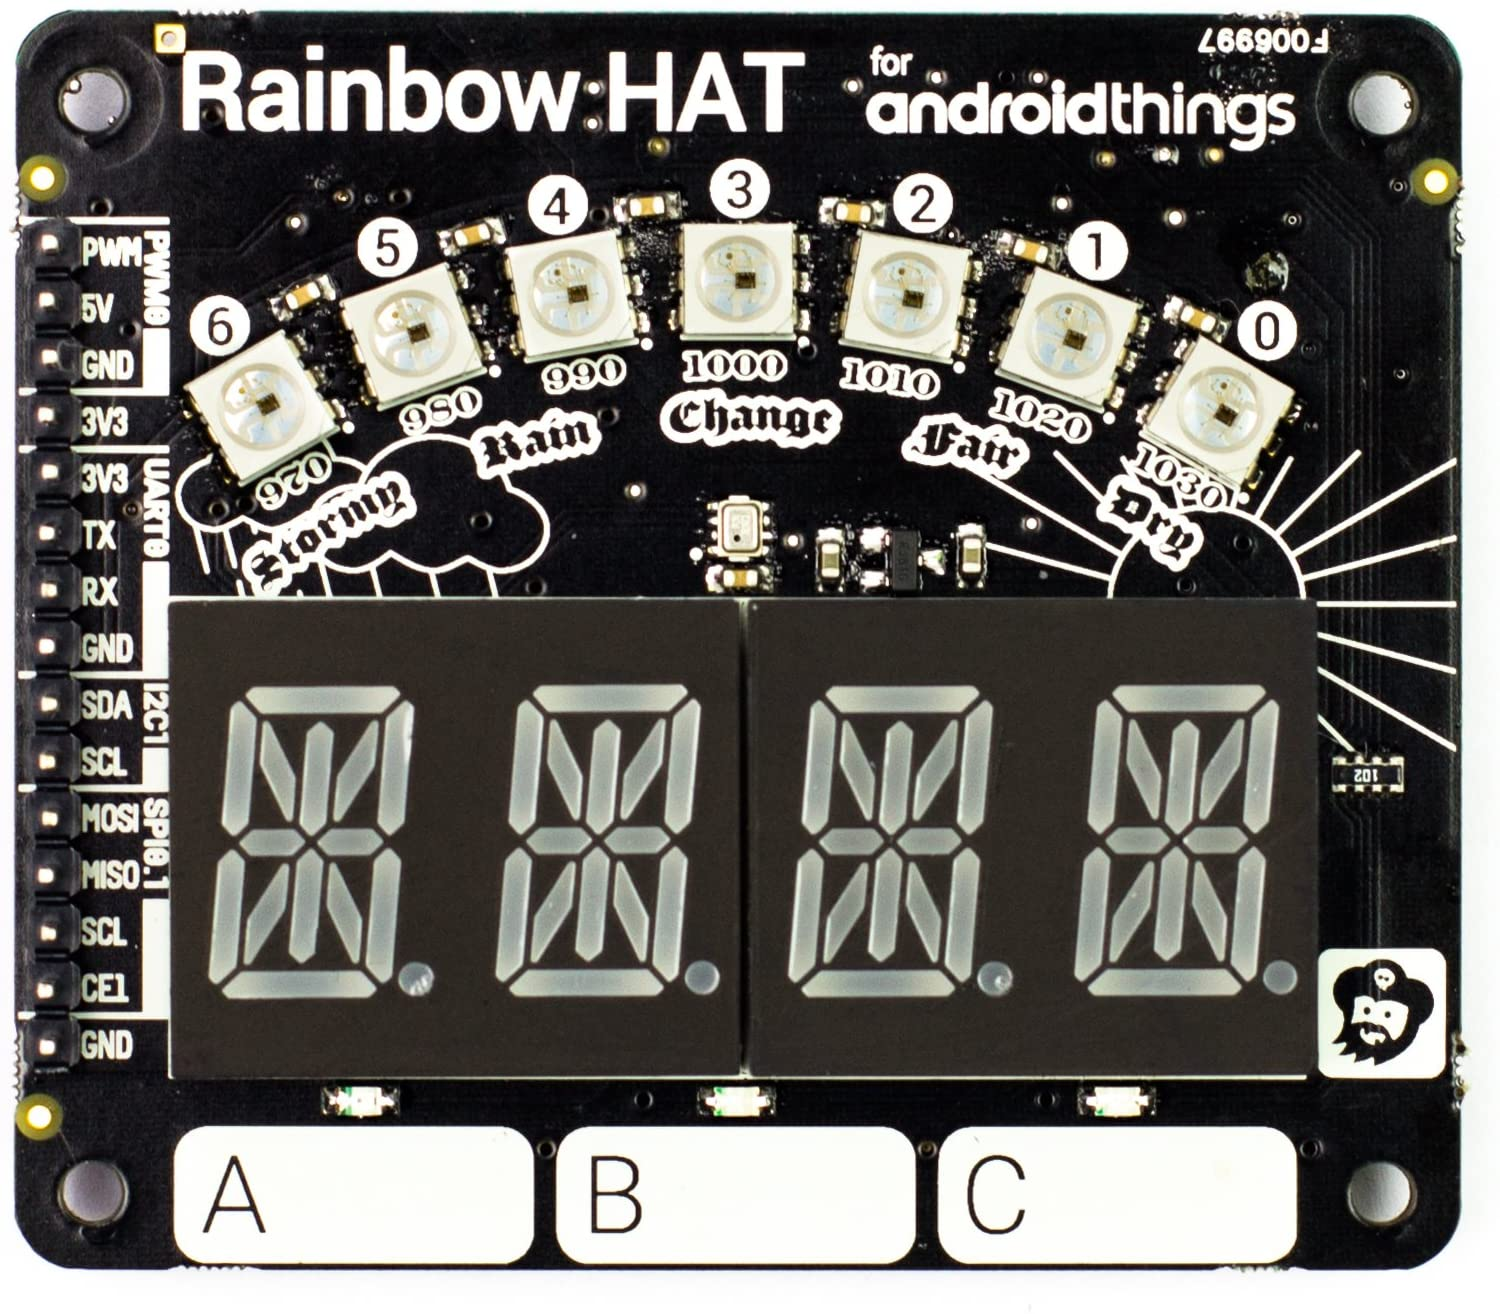 F006997
Rainbow HAT
for
androidthings
6
5
4
3
2
1
0
970
980
990
1000
1010
1020
1030
Stormy
Rain
Change
Fair
Dry
PWM
5V
GND
PWM0
3V3
3V3
TX
RX
GND
UART0
SDA
SCL
I2C1
MOSI
MISO
SCL
CE1
SPI0.1
GND
102
A
B
C